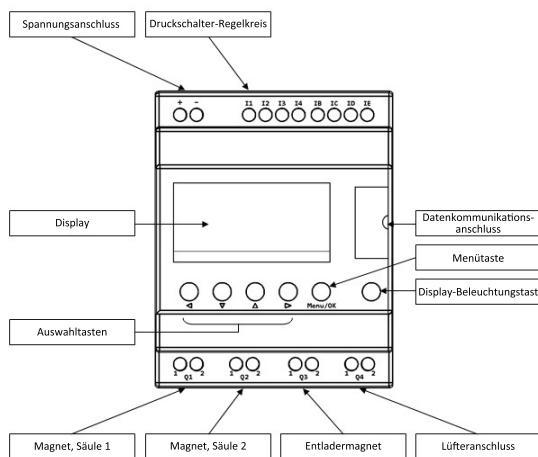 Spannungsanschluss
Druckschalter-Regelkreis
+ - I1 I2 I3 I4 IB IC ID IE
Display
Datenkommunikations-
anschluss
Menütaste
Display-Beleuchtungstast
Menu/OK
Auswahltasten
1 2 1 2 1 2 1 2
Q1 Q2 Q3 Q4
Magnet, Säule 1
Magnet, Säule 2
Entladermagnet
Lüfteranschluss